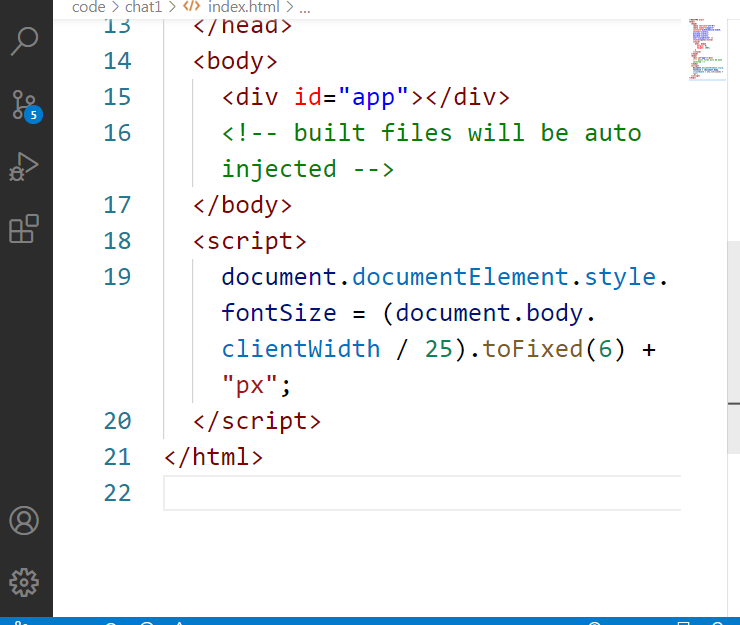 code > chat1 > index.html > ...
13 </head>
14 <body>
15 <div id="app"></div>
16 <!-- built files will be auto
injected -->
17 </body>
18 <script>
19 document.documentElement.style.
fontSize = (document.body.
clientWidth / 25).toFixed(6) +
"px";
20 </script>
21 </html>
22
5